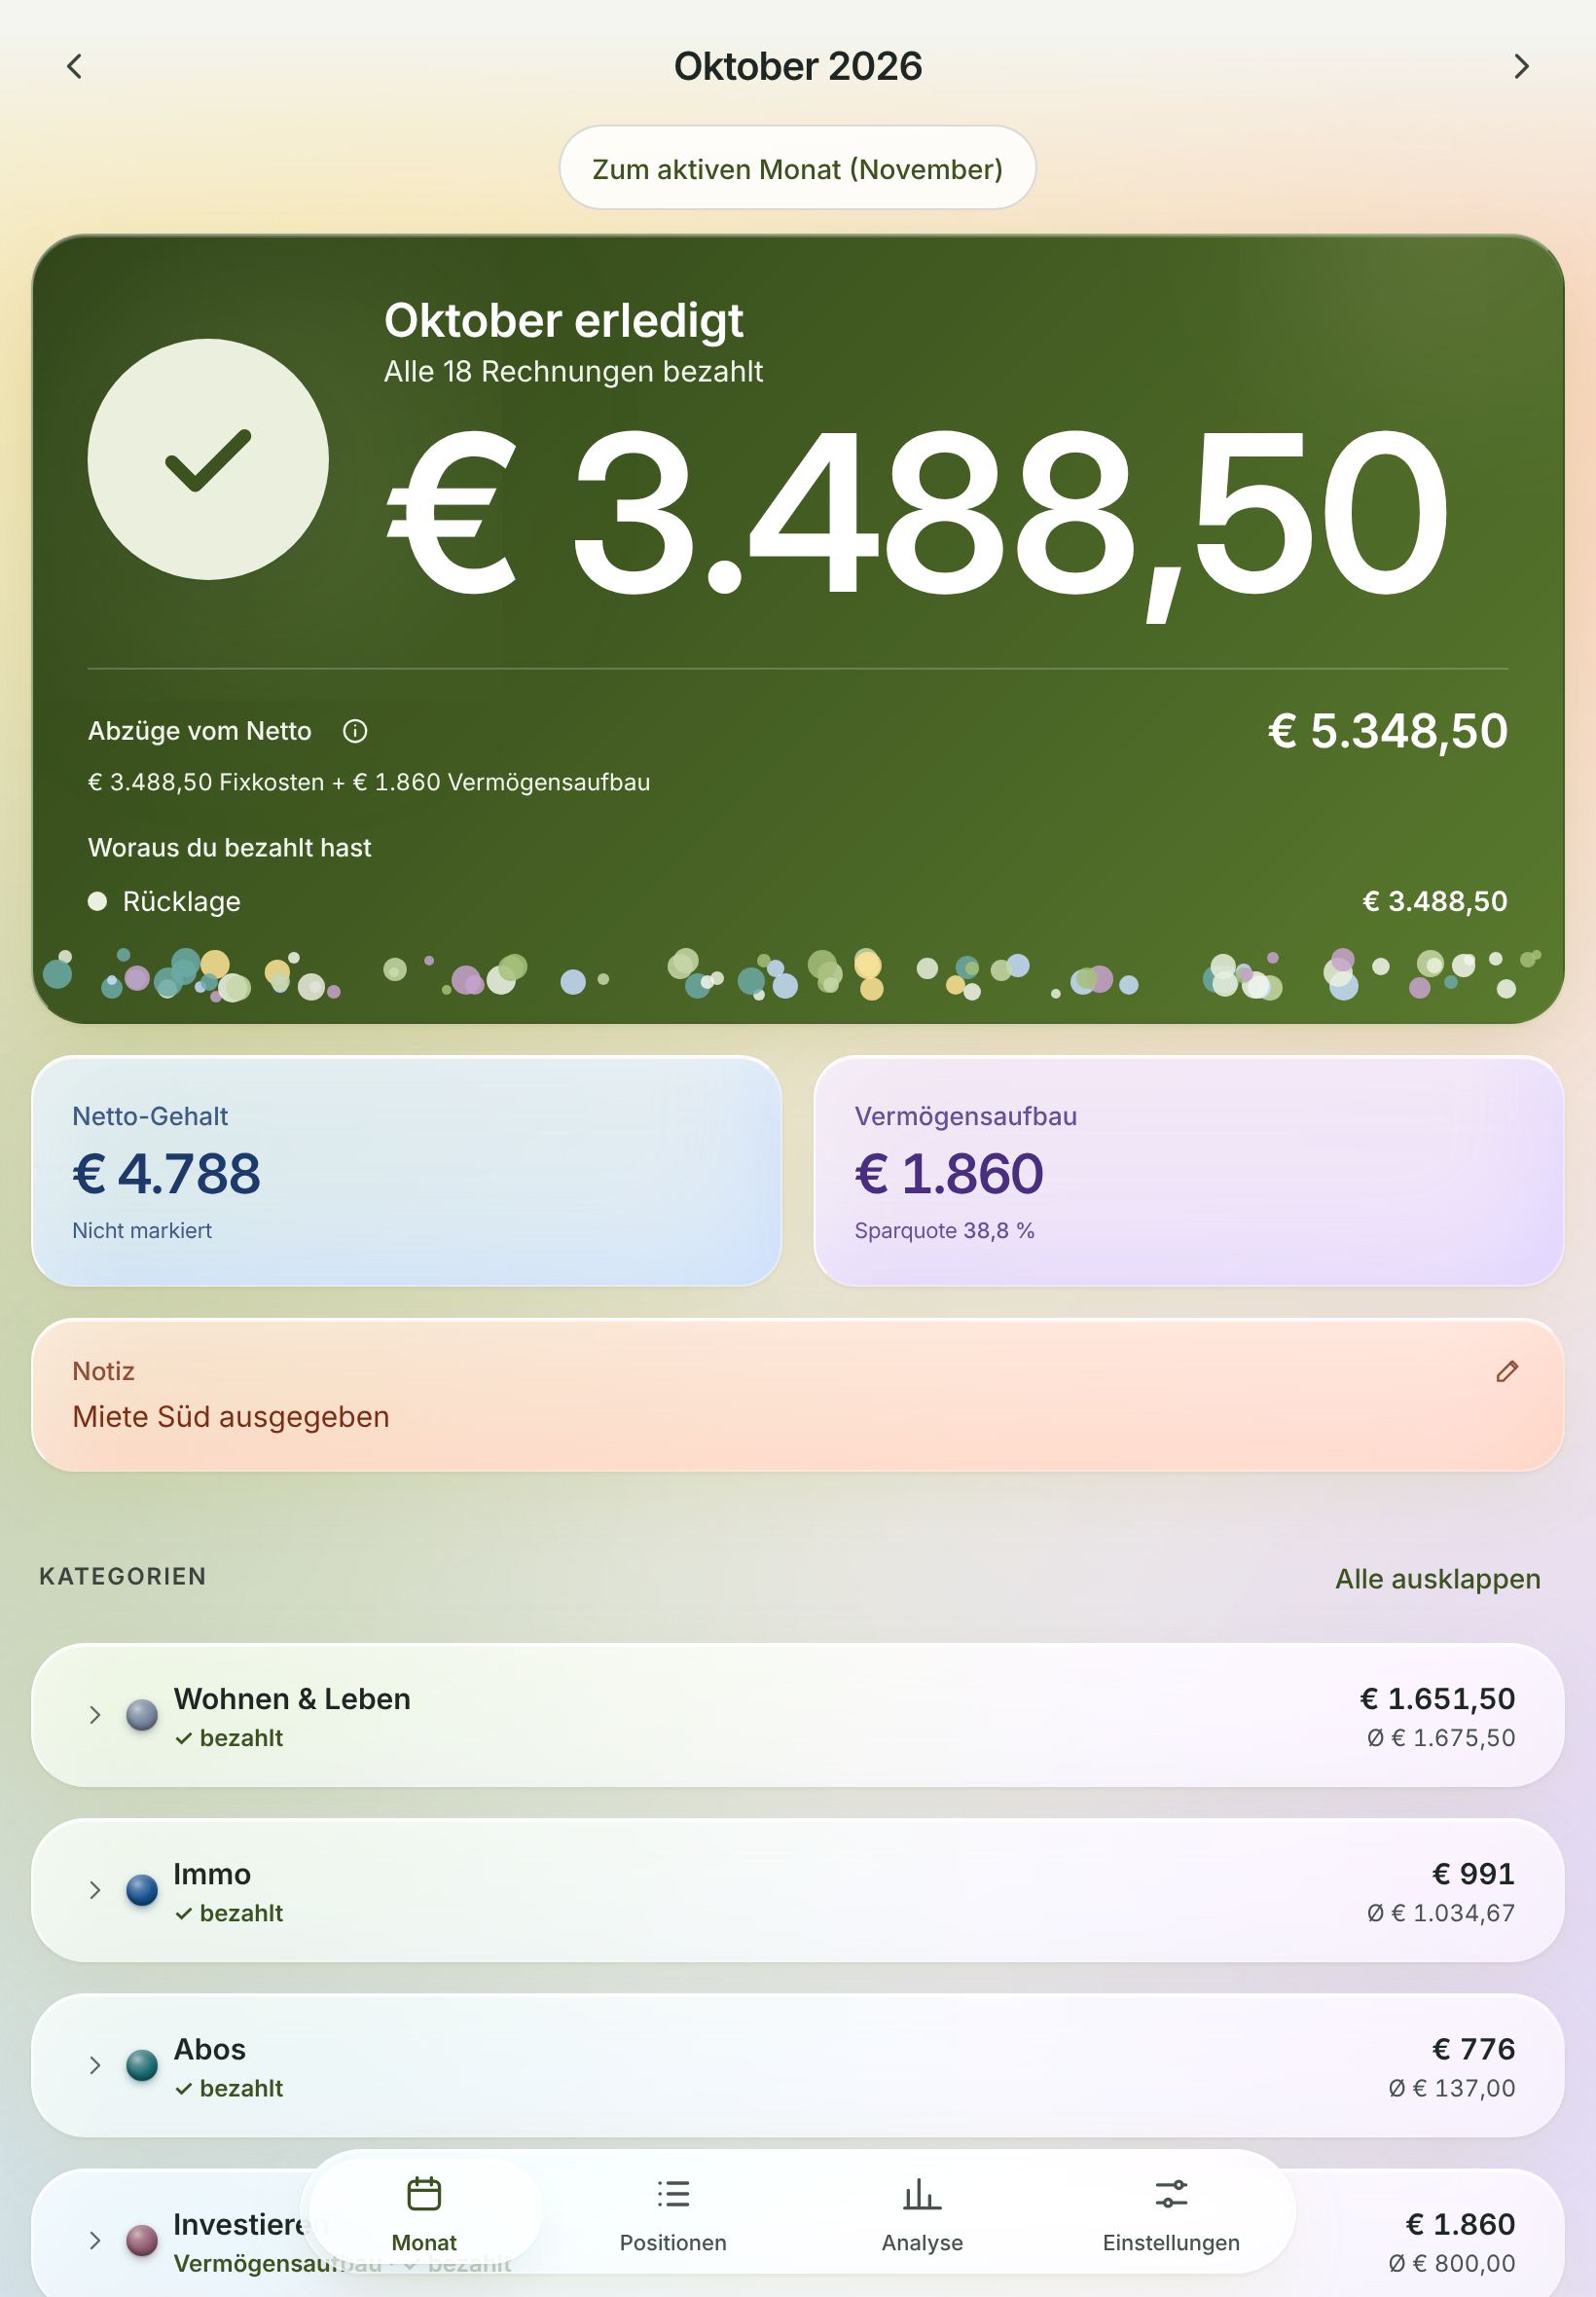 Oktober 2026
Zum aktiven Monat (November)
Oktober erledigt
Alle 18 Rechnungen bezahlt
€ 3.488,50
Abzüge vom Netto € 5.348,50
€ 3.488,50 Fixkosten + € 1.860 Vermögensaufbau
Woraus du bezahlt hast
Rücklage € 3.488,50
Netto-Gehalt
€ 4.788
Nicht markiert
Vermögensaufbau
€ 1.860
Sparquote 38,8 %
Notiz
Miete Süd ausgegeben
KATEGORIEN Alle ausklappen
Wohnen & Leben € 1.651,50
✓ bezahlt Ø € 1.675,50
Immo € 991
✓ bezahlt Ø € 1.034,67
Abos € 776
✓ bezahlt Ø € 137,00
Investieren € 1.860
Vermögensaufbau · ✓ bezahlt Ø € 800,00
Monat Positionen Analyse Einstellungen